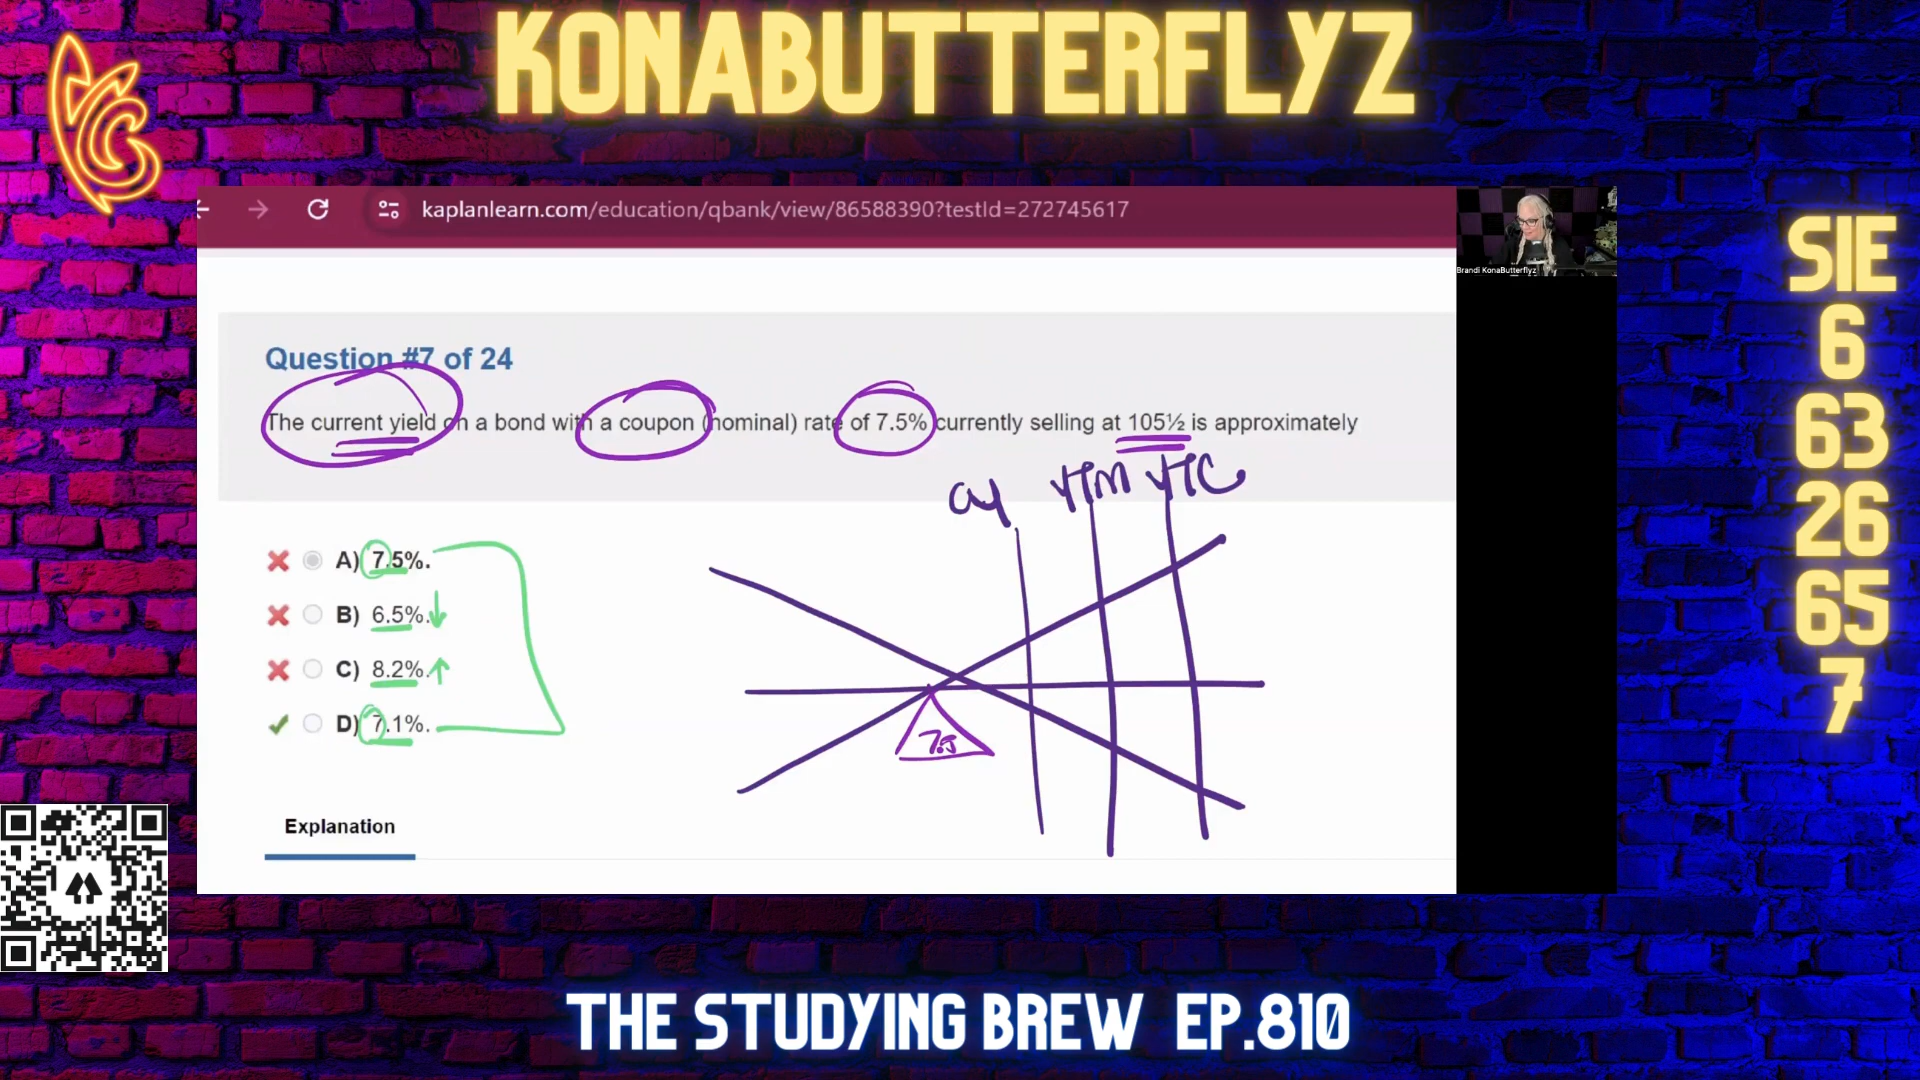 KONABUTTERFLYZ
kaplanlearn.com/education/qbank/view/86588390?testId=272745617
Brandi KonaButterflyz
SIE
6
63
26
65
7
Question #7 of 24
The current yield on a bond with a coupon (nominal) rate of 7.5% currently selling at 105½ is approximately
CY YTM YTC
A) 7.5%.
B) 6.5%.
C) 8.2%.
D) 7.1%.
7.5
Explanation
THE STUDYING BREW EP.810